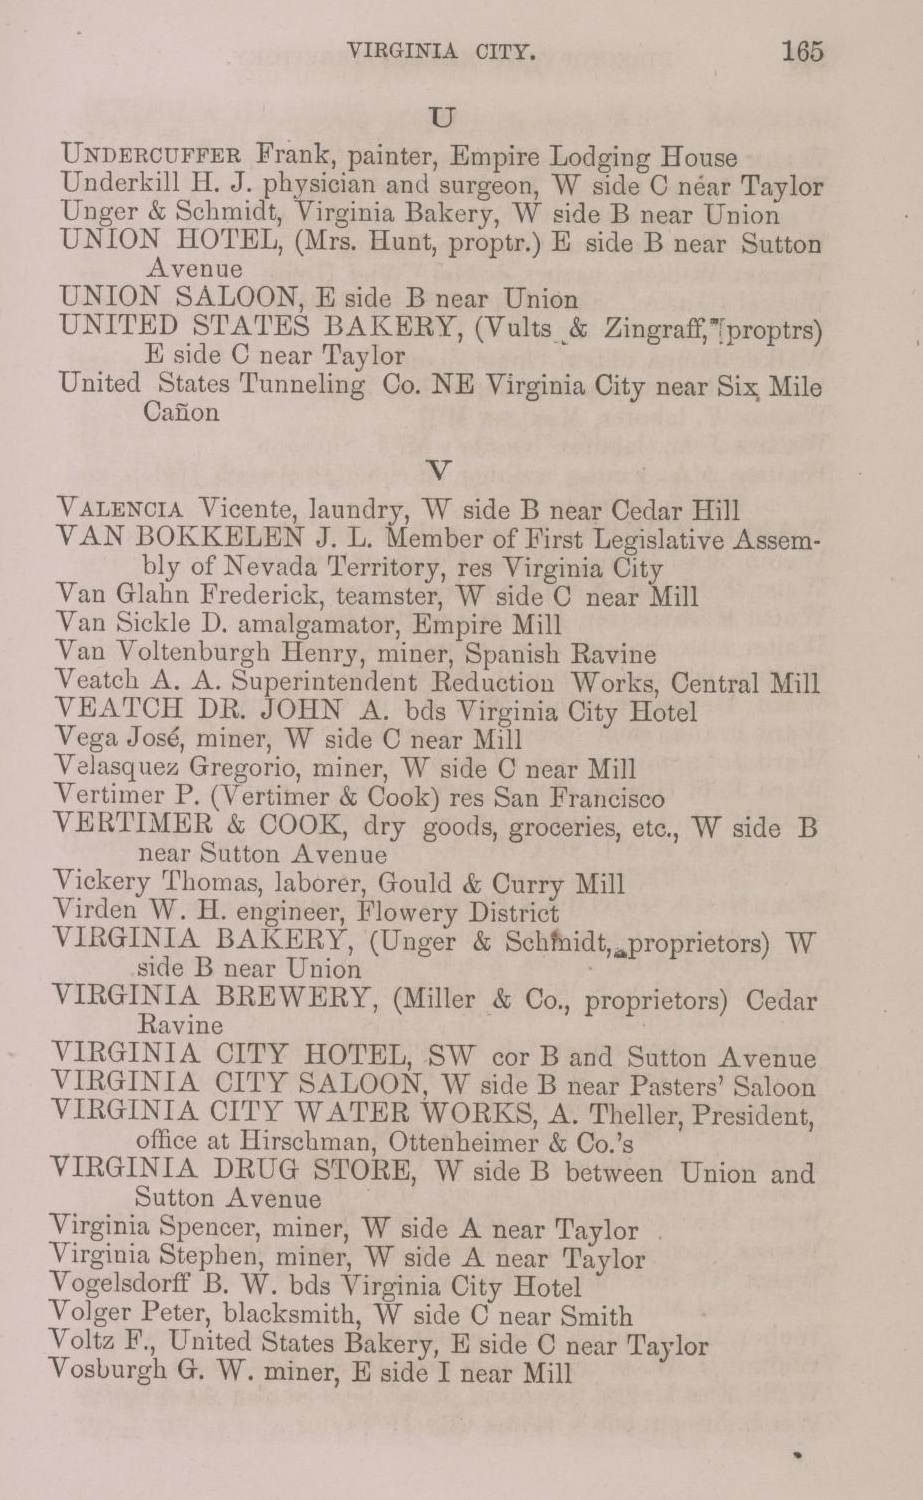 VIRGINIA CITY. 165
U
UNDERCUFFER Frank, painter, Empire Lodging House
Underkill H. J. physician and surgeon, W side C near Taylor
Unger & Schmidt, Virginia Bakery, W side B near Union
UNION HOTEL, (Mrs. Hunt, proptr.) E side B near Sutton
Avenue
UNION SALOON, E side B near Union
UNITED STATES BAKERY, (Vults & Zingraff, proptrs)
E side C near Taylor
United States Tunneling Co. NE Virginia City near Six Mile
Cañon
V
VALENCIA Vicente, laundry, W side B near Cedar Hill
VAN BOKKELEN J. L. Member of First Legislative Assem-
bly of Nevada Territory, res Virginia City
Van Glahn Frederick, teamster, W side C near Mill
Van Sickle D. amalgamator, Empire Mill
Van Voltenburgh Henry, miner, Spanish Ravine
Veatch A. A. Superintendent Reduction Works, Central Mill
VEATCH DR. JOHN A. bds Virginia City Hotel
Vega José, miner, W side C near Mill
Velasquez Gregorio, miner, W side C near Mill
Vertimer P. (Vertimer & Cook) res San Francisco
VERTIMER & COOK, dry goods, groceries, etc., W side B
near Sutton Avenue
Vickery Thomas, laborer, Gould & Curry Mill
Virden W. H. engineer, Flowery District
VIRGINIA BAKERY, (Unger & Schmidt, proprietors) W
side B near Union
VIRGINIA BREWERY, (Miller & Co., proprietors) Cedar
Ravine
VIRGINIA CITY HOTEL, SW cor B and Sutton Avenue
VIRGINIA CITY SALOON, W side B near Pasters' Saloon
VIRGINIA CITY WATER WORKS, A. Theller, President,
office at Hirschman, Ottenheimer & Co.'s
VIRGINIA DRUG STORE, W side B between Union and
Sutton Avenue
Virginia Spencer, miner, W side A near Taylor
Virginia Stephen, miner, W side A near Taylor
Vogelsdorff B. W. bds Virginia City Hotel
Volger Peter, blacksmith, W side C near Smith
Voltz F., United States Bakery, E side C near Taylor
Vosburgh G. W. miner, E side I near Mill